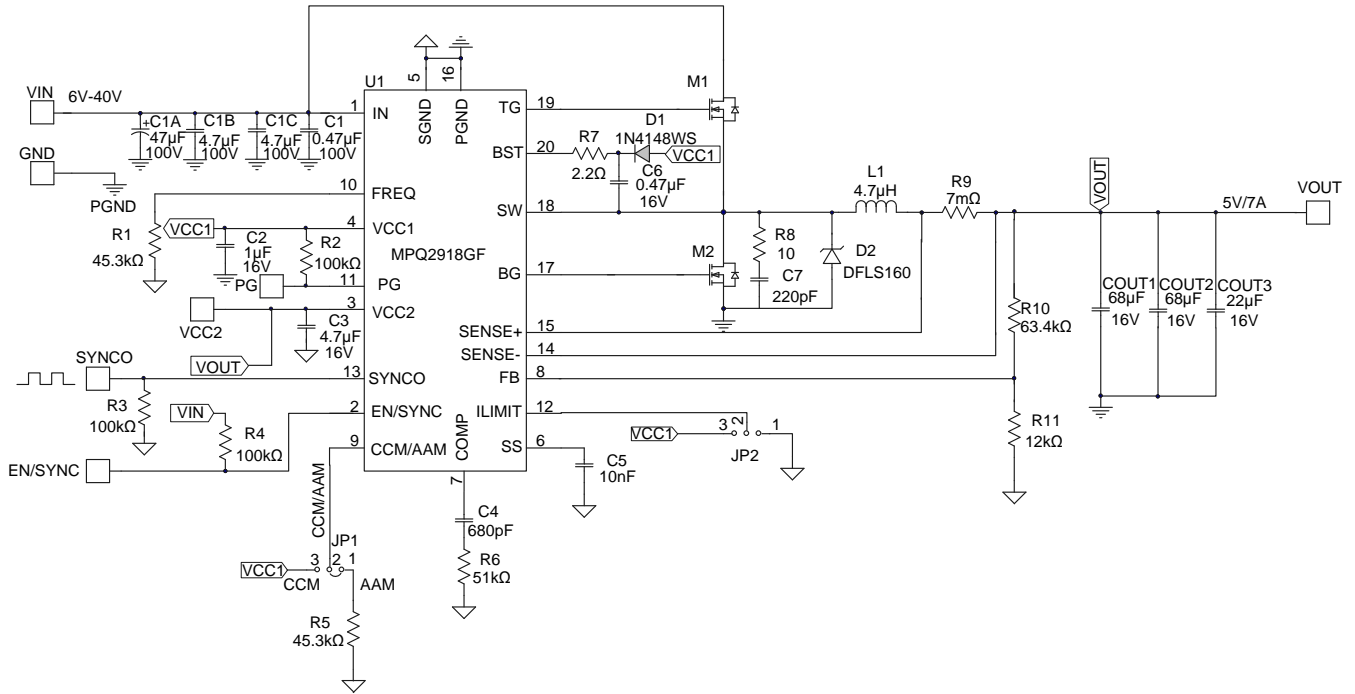 U1
5
16
SGND
PGND
VIN
6V-40V
1
IN
+C1A
47µF
100V
C1B
4.7µF
100V
C1C
4.7µF
100V
C1
0.47µF
100V
GND
PGND
10
FREQ
R1
45.3kΩ
VCC1
4
VCC1
C2
1µF
16V
R2
100kΩ
MPQ2918GF
PG
11
PG
VCC2
3
VCC2
C3
4.7µF
16V
VOUT
SYNCO
13
SYNCO
R3
100kΩ
VIN
R4
100kΩ
2
EN/SYNC
EN/SYNC
9
CCM/AAM
CCM/AAM
COMP
7
C4
680pF
R6
51kΩ
JP1
VCC1
3
2
1
CCM
AAM
R5
45.3kΩ
TG
19
M1
BST
20
R7
2.2Ω
D1
1N4148WS
VCC1
C6
0.47µF
16V
SW
18
L1
4.7µH
R9
7mΩ
VOUT
5V/7A
VOUT
R8
10
C7
220pF
D2
DFLS160
BG
17
M2
SENSE+
15
SENSE-
14
FB
8
R10
63.4kΩ
R11
12kΩ
COUT1
68µF
16V
COUT2
68µF
16V
COUT3
22µF
16V
ILIMIT
12
VCC1
3
2
1
JP2
SS
6
C5
10nF